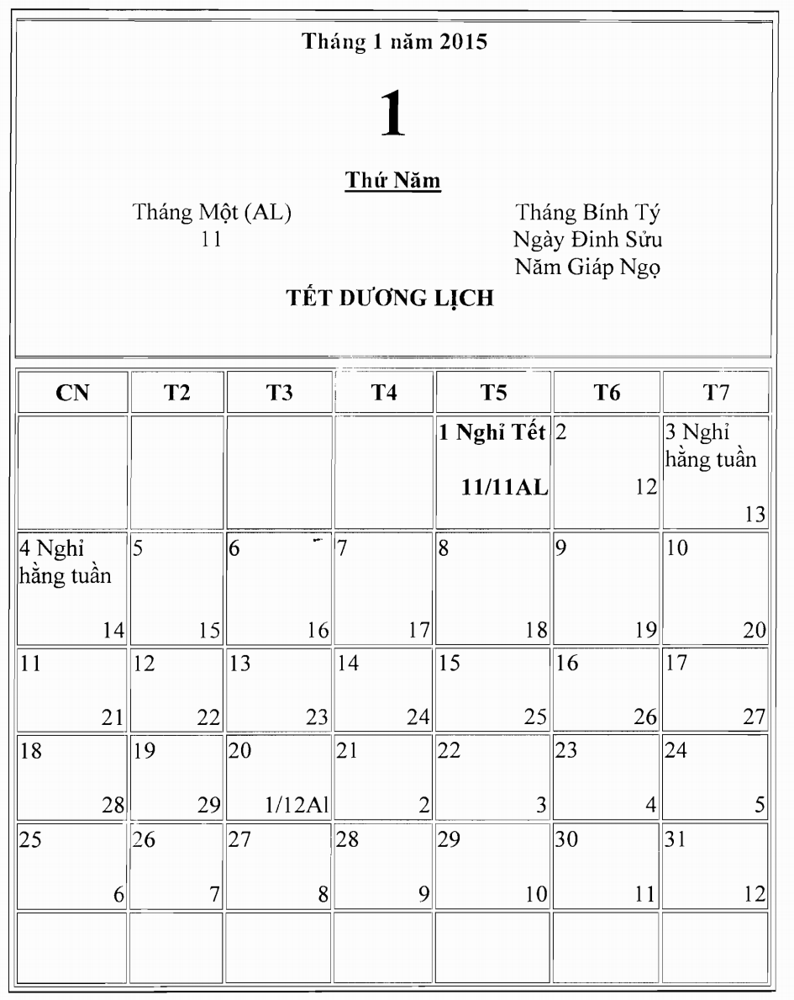 Tháng 1 năm 2015
1
Thứ Năm
Tháng Một (AL)
11
Tháng Bính Tý
Ngày Đinh Sửu
Năm Giáp Ngọ
TẾT DƯƠNG LỊCH
CN T2 T3 T4 T5 T6 T7
1 Nghỉ Tết 2 3 Nghỉ
hằng tuần
11/11AL 12
13
4 Nghỉ 5 6 7 8 9 10
hằng tuần
14 15 16 17 18 19 20
11 12 13 14 15 16 17
21 22 23 24 25 26 27
18 19 20 21 22 23 24
28 29 1/12Al 2 3 4 5
25 26 27 28 29 30 31
6 7 8 9 10 11 12